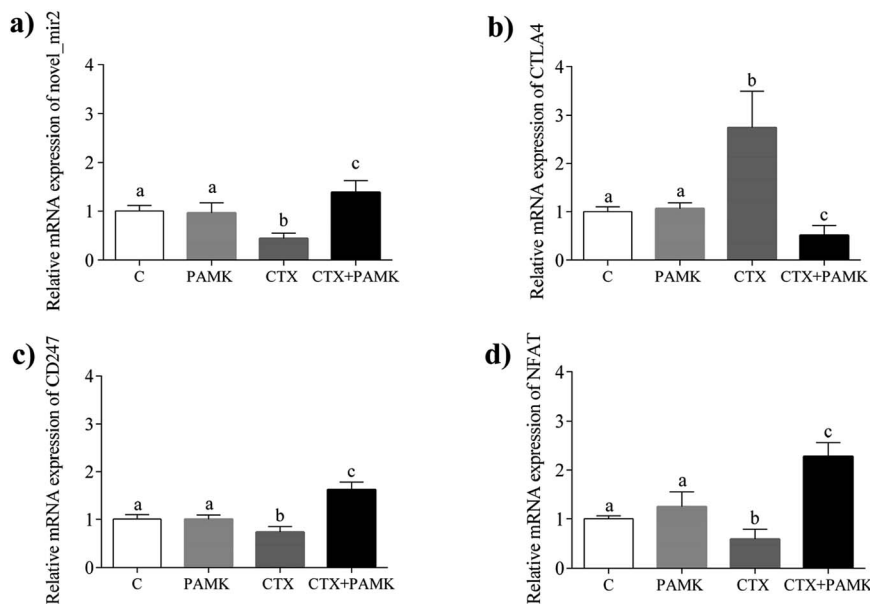 a)
Relative mRNA expression of novel_mir2
4
3
2
1
0
a
a
b
c
C
PAMK
CTX
CTX+PAMK
b)
Relative mRNA expression of CTLA4
4
3
2
1
0
a
a
b
c
C
PAMK
CTX
CTX+PAMK
c)
Relative mRNA expression of CD247
4
3
2
1
0
a
a
b
c
C
PAMK
CTX
CTX+PAMK
d)
Relative mRNA expression of NFAT
4
3
2
1
0
a
a
b
c
C
PAMK
CTX
CTX+PAMK